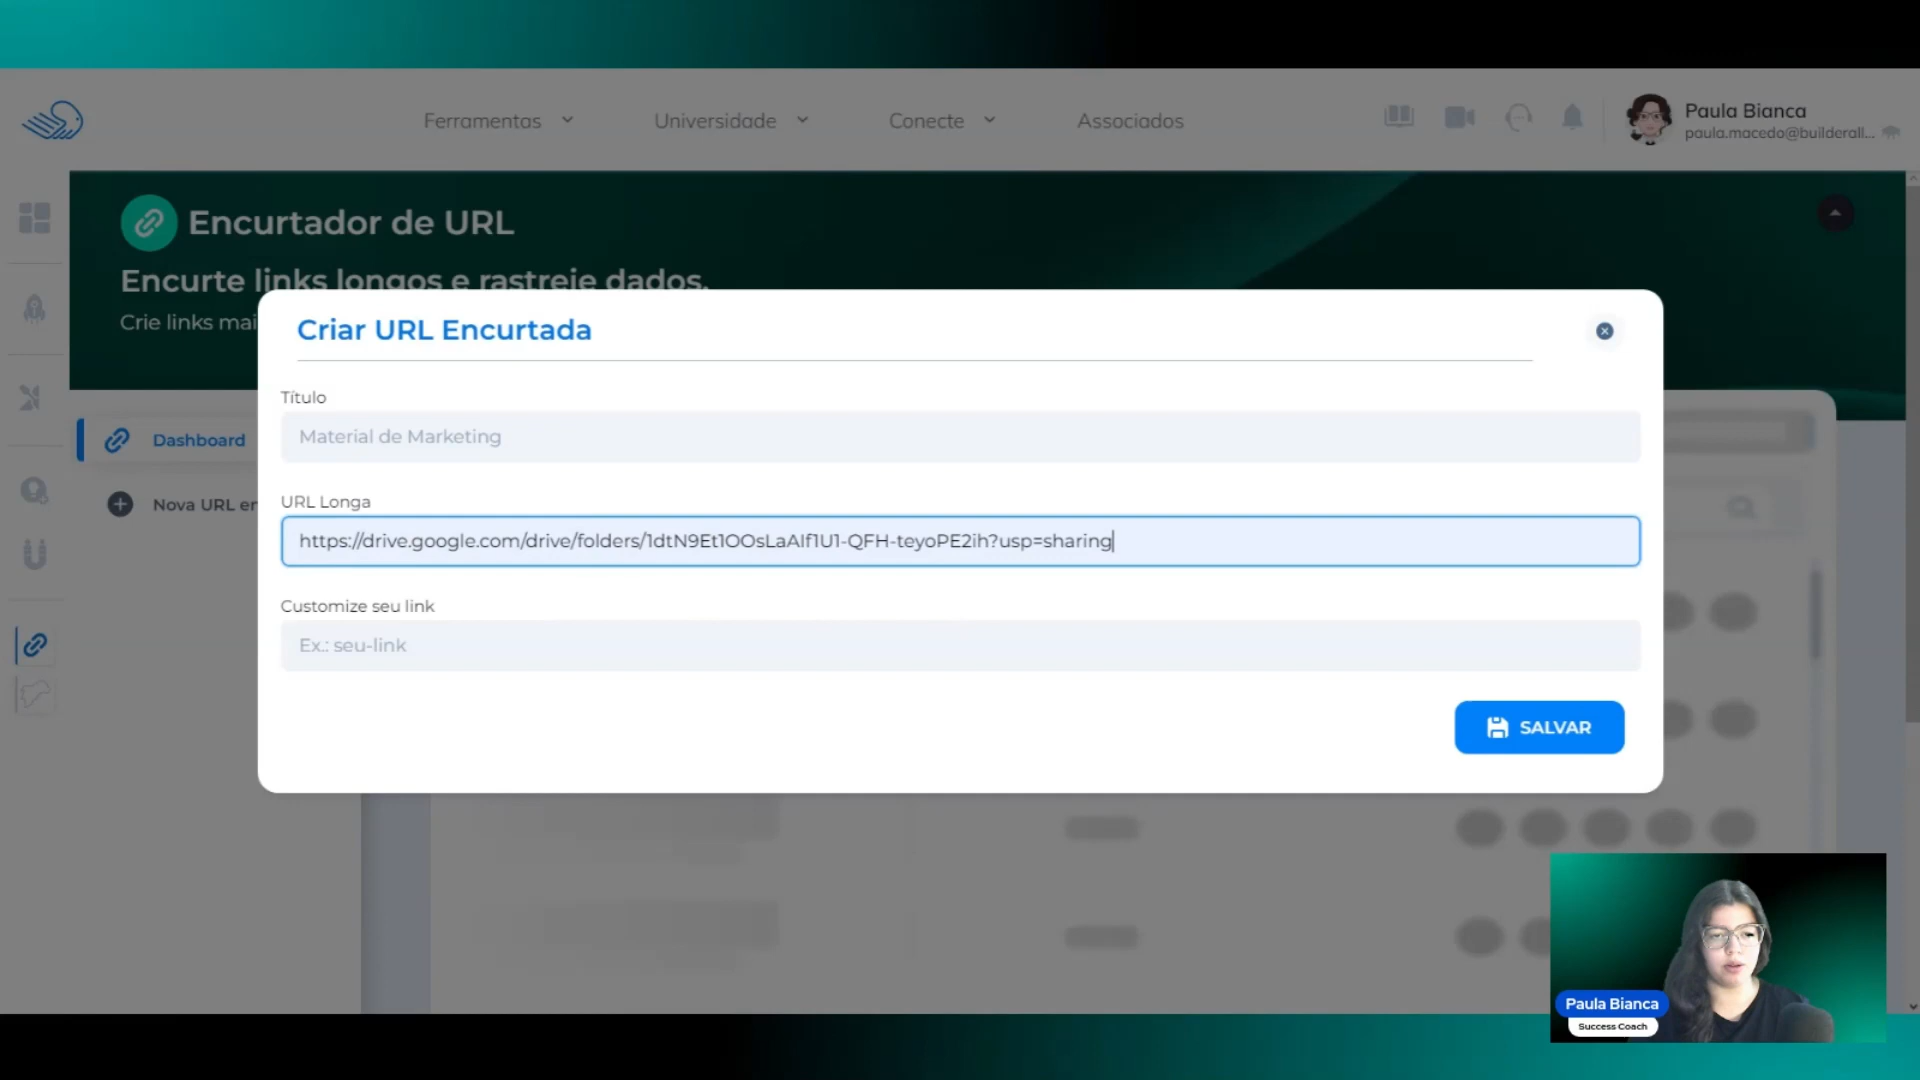 Ferramentas
Universidade
Conecte
Associados
Paula Bianca
paula.macedo@builderall...
Encurtador de URL
Encurte links longos e rastreie dados.
Crie links mai
Criar URL Encurtada
Título
Material de Marketing
Dashboard
URL Longa
Nova URL en
https://drive.google.com/drive/folders/1dtN9Et1OOsLaAIf1U1-QFH-teyoPE2ih?usp=sharing
Customize seu link
Ex.: seu-link
SALVAR
Paula Bianca
Success Coach